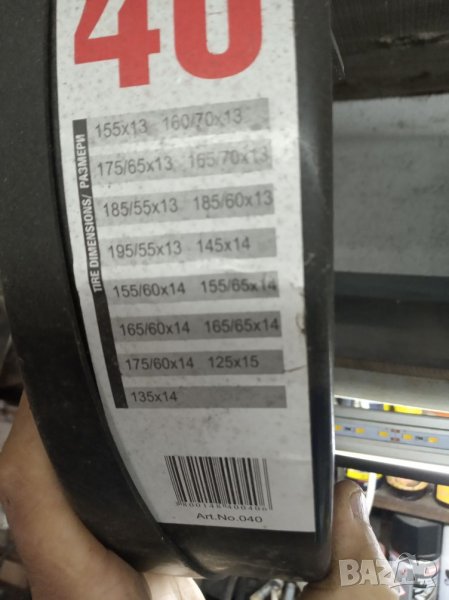 40
TIRE DIMENSIONS/ РАЗМЕРИ
155x13 160/70x13
175/65x13 165/70x13
185/55x13 185/60x13
195/55x13 145x14
155/60x14 155/65x14
165/60x14 165/65x14
175/60x14 125x15
135x14
Art.No.040
BAZAR